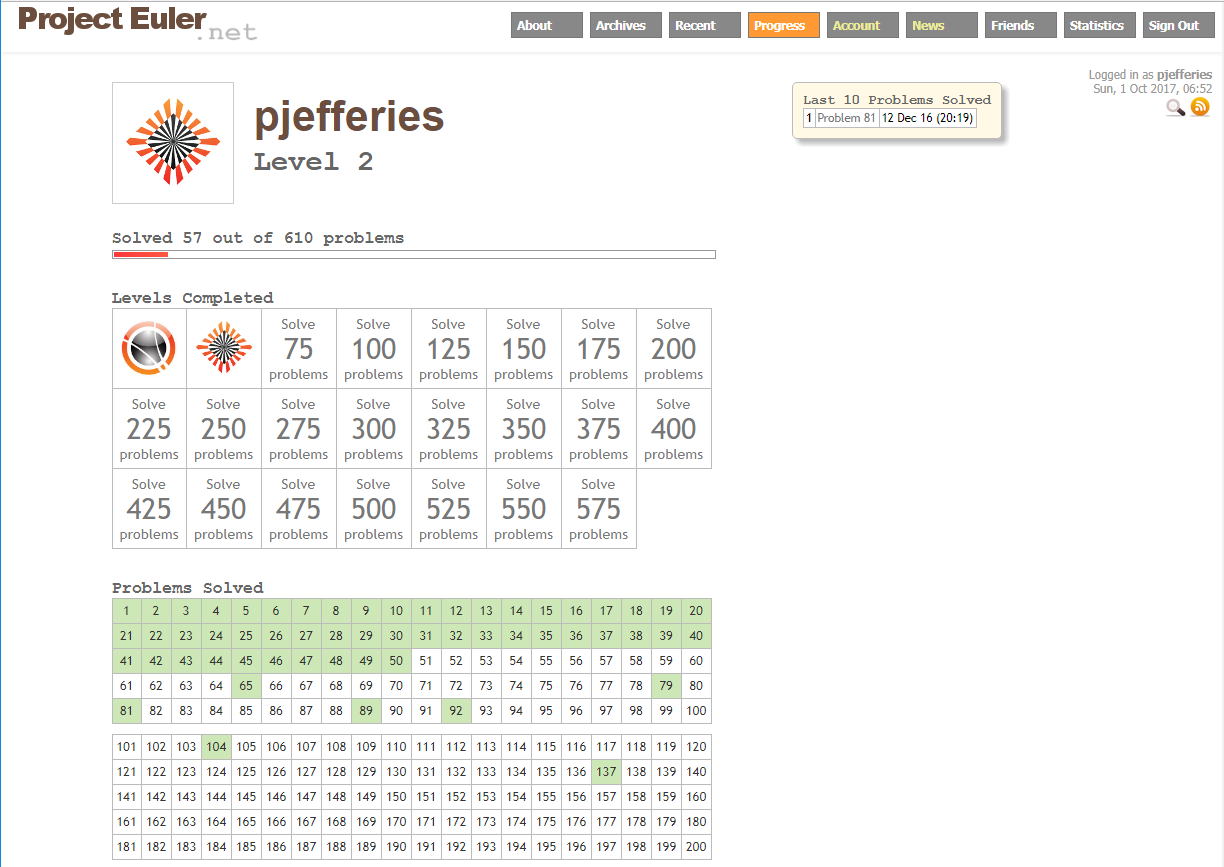 Project Euler.net
About Archives Recent Progress Account News Friends Statistics Sign Out
Logged in as pjefferies
Sun, 1 Oct 2017, 06:52
pjefferies
Level 2
Last 10 Problems Solved
1 Problem 81 12 Dec 16 (20:19)
Solved 57 out of 610 problems
Levels Completed
Solve Solve Solve Solve Solve Solve
75 100 125 150 175 200
problems problems problems problems problems problems
Solve Solve Solve Solve Solve Solve Solve Solve
225 250 275 300 325 350 375 400
problems problems problems problems problems problems problems problems
Solve Solve Solve Solve Solve Solve Solve
425 450 475 500 525 550 575
problems problems problems problems problems problems problems
Problems Solved
1 2 3 4 5 6 7 8 9 10 11 12 13 14 15 16 17 18 19 20
21 22 23 24 25 26 27 28 29 30 31 32 33 34 35 36 37 38 39 40
41 42 43 44 45 46 47 48 49 50 51 52 53 54 55 56 57 58 59 60
61 62 63 64 65 66 67 68 69 70 71 72 73 74 75 76 77 78 79 80
81 82 83 84 85 86 87 88 89 90 91 92 93 94 95 96 97 98 99 100
101 102 103 104 105 106 107 108 109 110 111 112 113 114 115 116 117 118 119 120
121 122 123 124 125 126 127 128 129 130 131 132 133 134 135 136 137 138 139 140
141 142 143 144 145 146 147 148 149 150 151 152 153 154 155 156 157 158 159 160
161 162 163 164 165 166 167 168 169 170 171 172 173 174 175 176 177 178 179 180
181 182 183 184 185 186 187 188 189 190 191 192 193 194 195 196 197 198 199 200